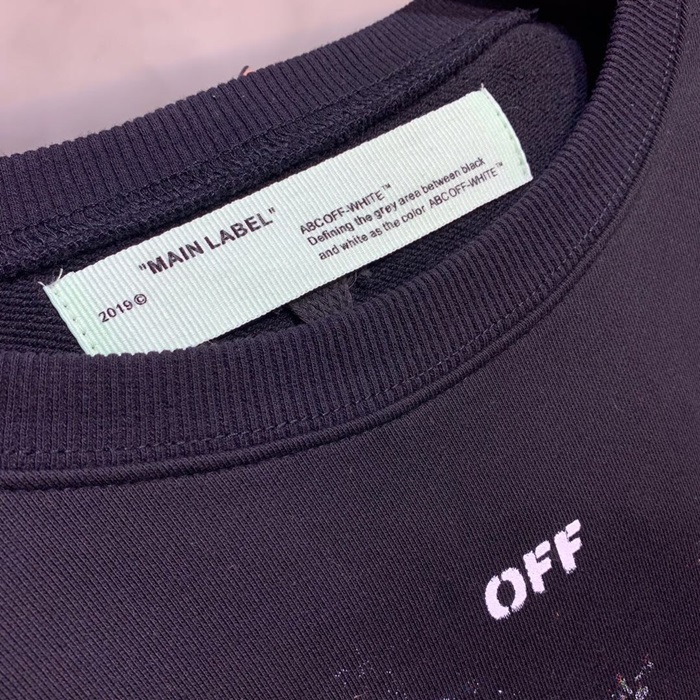 "MAIN LABEL"
2019©
ABCOFF-WHITE™
Defining the grey area between black
and white as the color ABCOFF-WHITE™
OFF